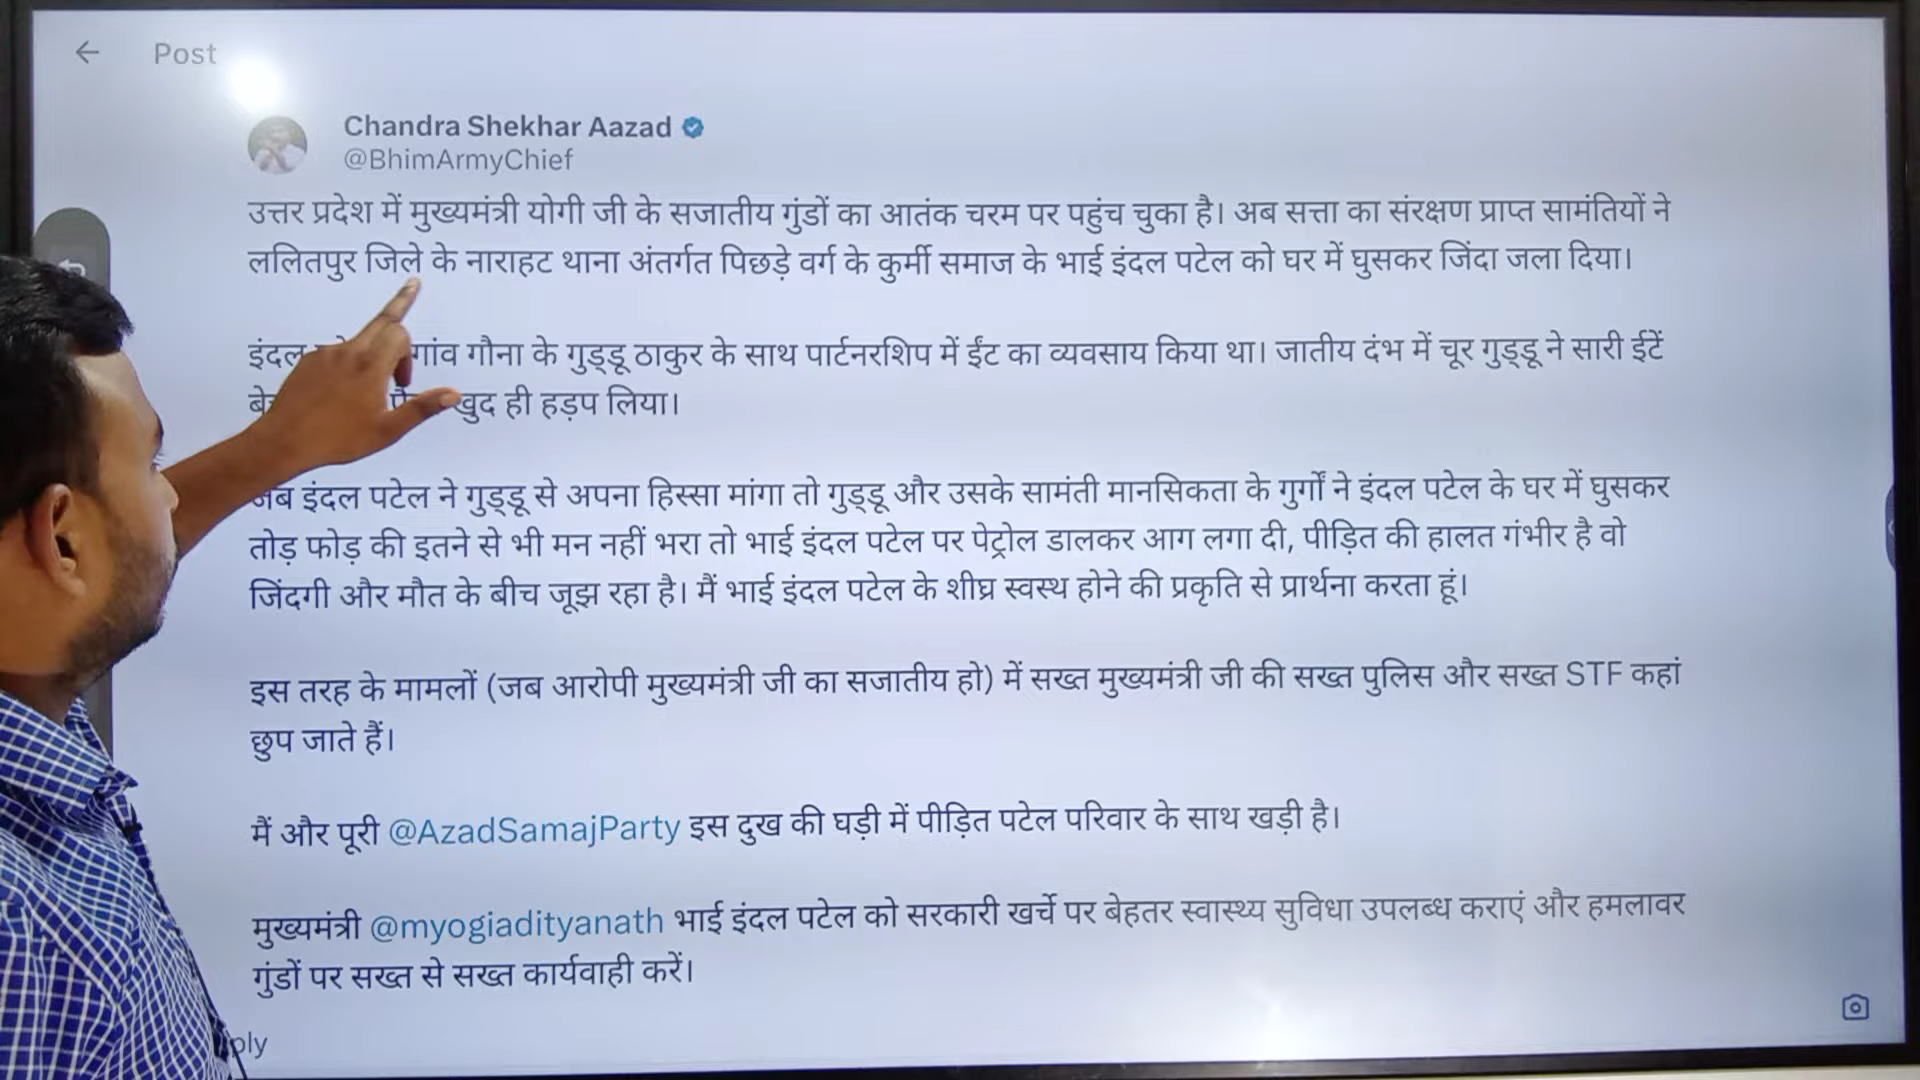 Post
Chandra Shekhar Aazad
@BhimArmyChief
उत्तर प्रदेश में मुख्यमंत्री योगी जी के सजातीय गुंडों का आतंक चरम पर पहुंच चुका है। अब सत्ता का संरक्षण प्राप्त सामंतियों ने
ललितपुर जिले के नाराहट थाना अंतर्गत पिछड़े वर्ग के कुर्मी समाज के भाई इंदल पटेल को घर में घुसकर जिंदा जला दिया।
इंदल गांव गौना के गुड्डू ठाकुर के साथ पार्टनरशिप में ईंट का व्यवसाय किया था। जातीय दंभ में चूर गुड्डू ने सारी ईटें
खुद ही हड़प लिया।
जब इंदल पटेल ने गुड्डू से अपना हिस्सा मांगा तो गुड्डू और उसके सामंती मानसिकता के गुर्गों ने इंदल पटेल के घर में घुसकर
तोड़ फोड़ की इतने से भी मन नहीं भरा तो भाई इंदल पटेल पर पेट्रोल डालकर आग लगा दी, पीड़ित की हालत गंभीर है वो
जिंदगी और मौत के बीच जूझ रहा है। मैं भाई इंदल पटेल के शीघ्र स्वस्थ होने की प्रकृति से प्रार्थना करता हूं।
इस तरह के मामलों (जब आरोपी मुख्यमंत्री जी का सजातीय हो) में सख्त मुख्यमंत्री जी की सख्त पुलिस और सख्त STF कहां
छुप जाते हैं।
मैं और पूरी @AzadSamajParty इस दुख की घड़ी में पीड़ित पटेल परिवार के साथ खड़ी है।
मुख्यमंत्री @myogiadityanath भाई इंदल पटेल को सरकारी खर्चे पर बेहतर स्वास्थ्य सुविधा उपलब्ध कराएं और हमलावर
गुंडों पर सख्त से सख्त कार्यवाही करें।